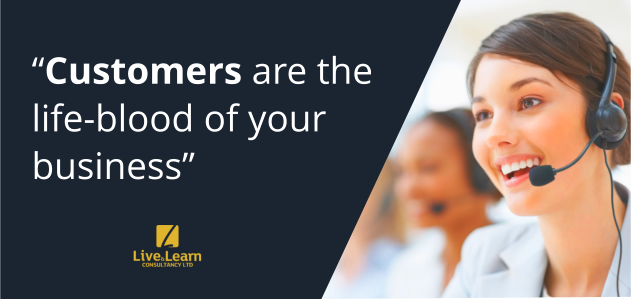 “Customers are the
life-blood of your
business”
Live&Learn
CONSULTANCY LTD